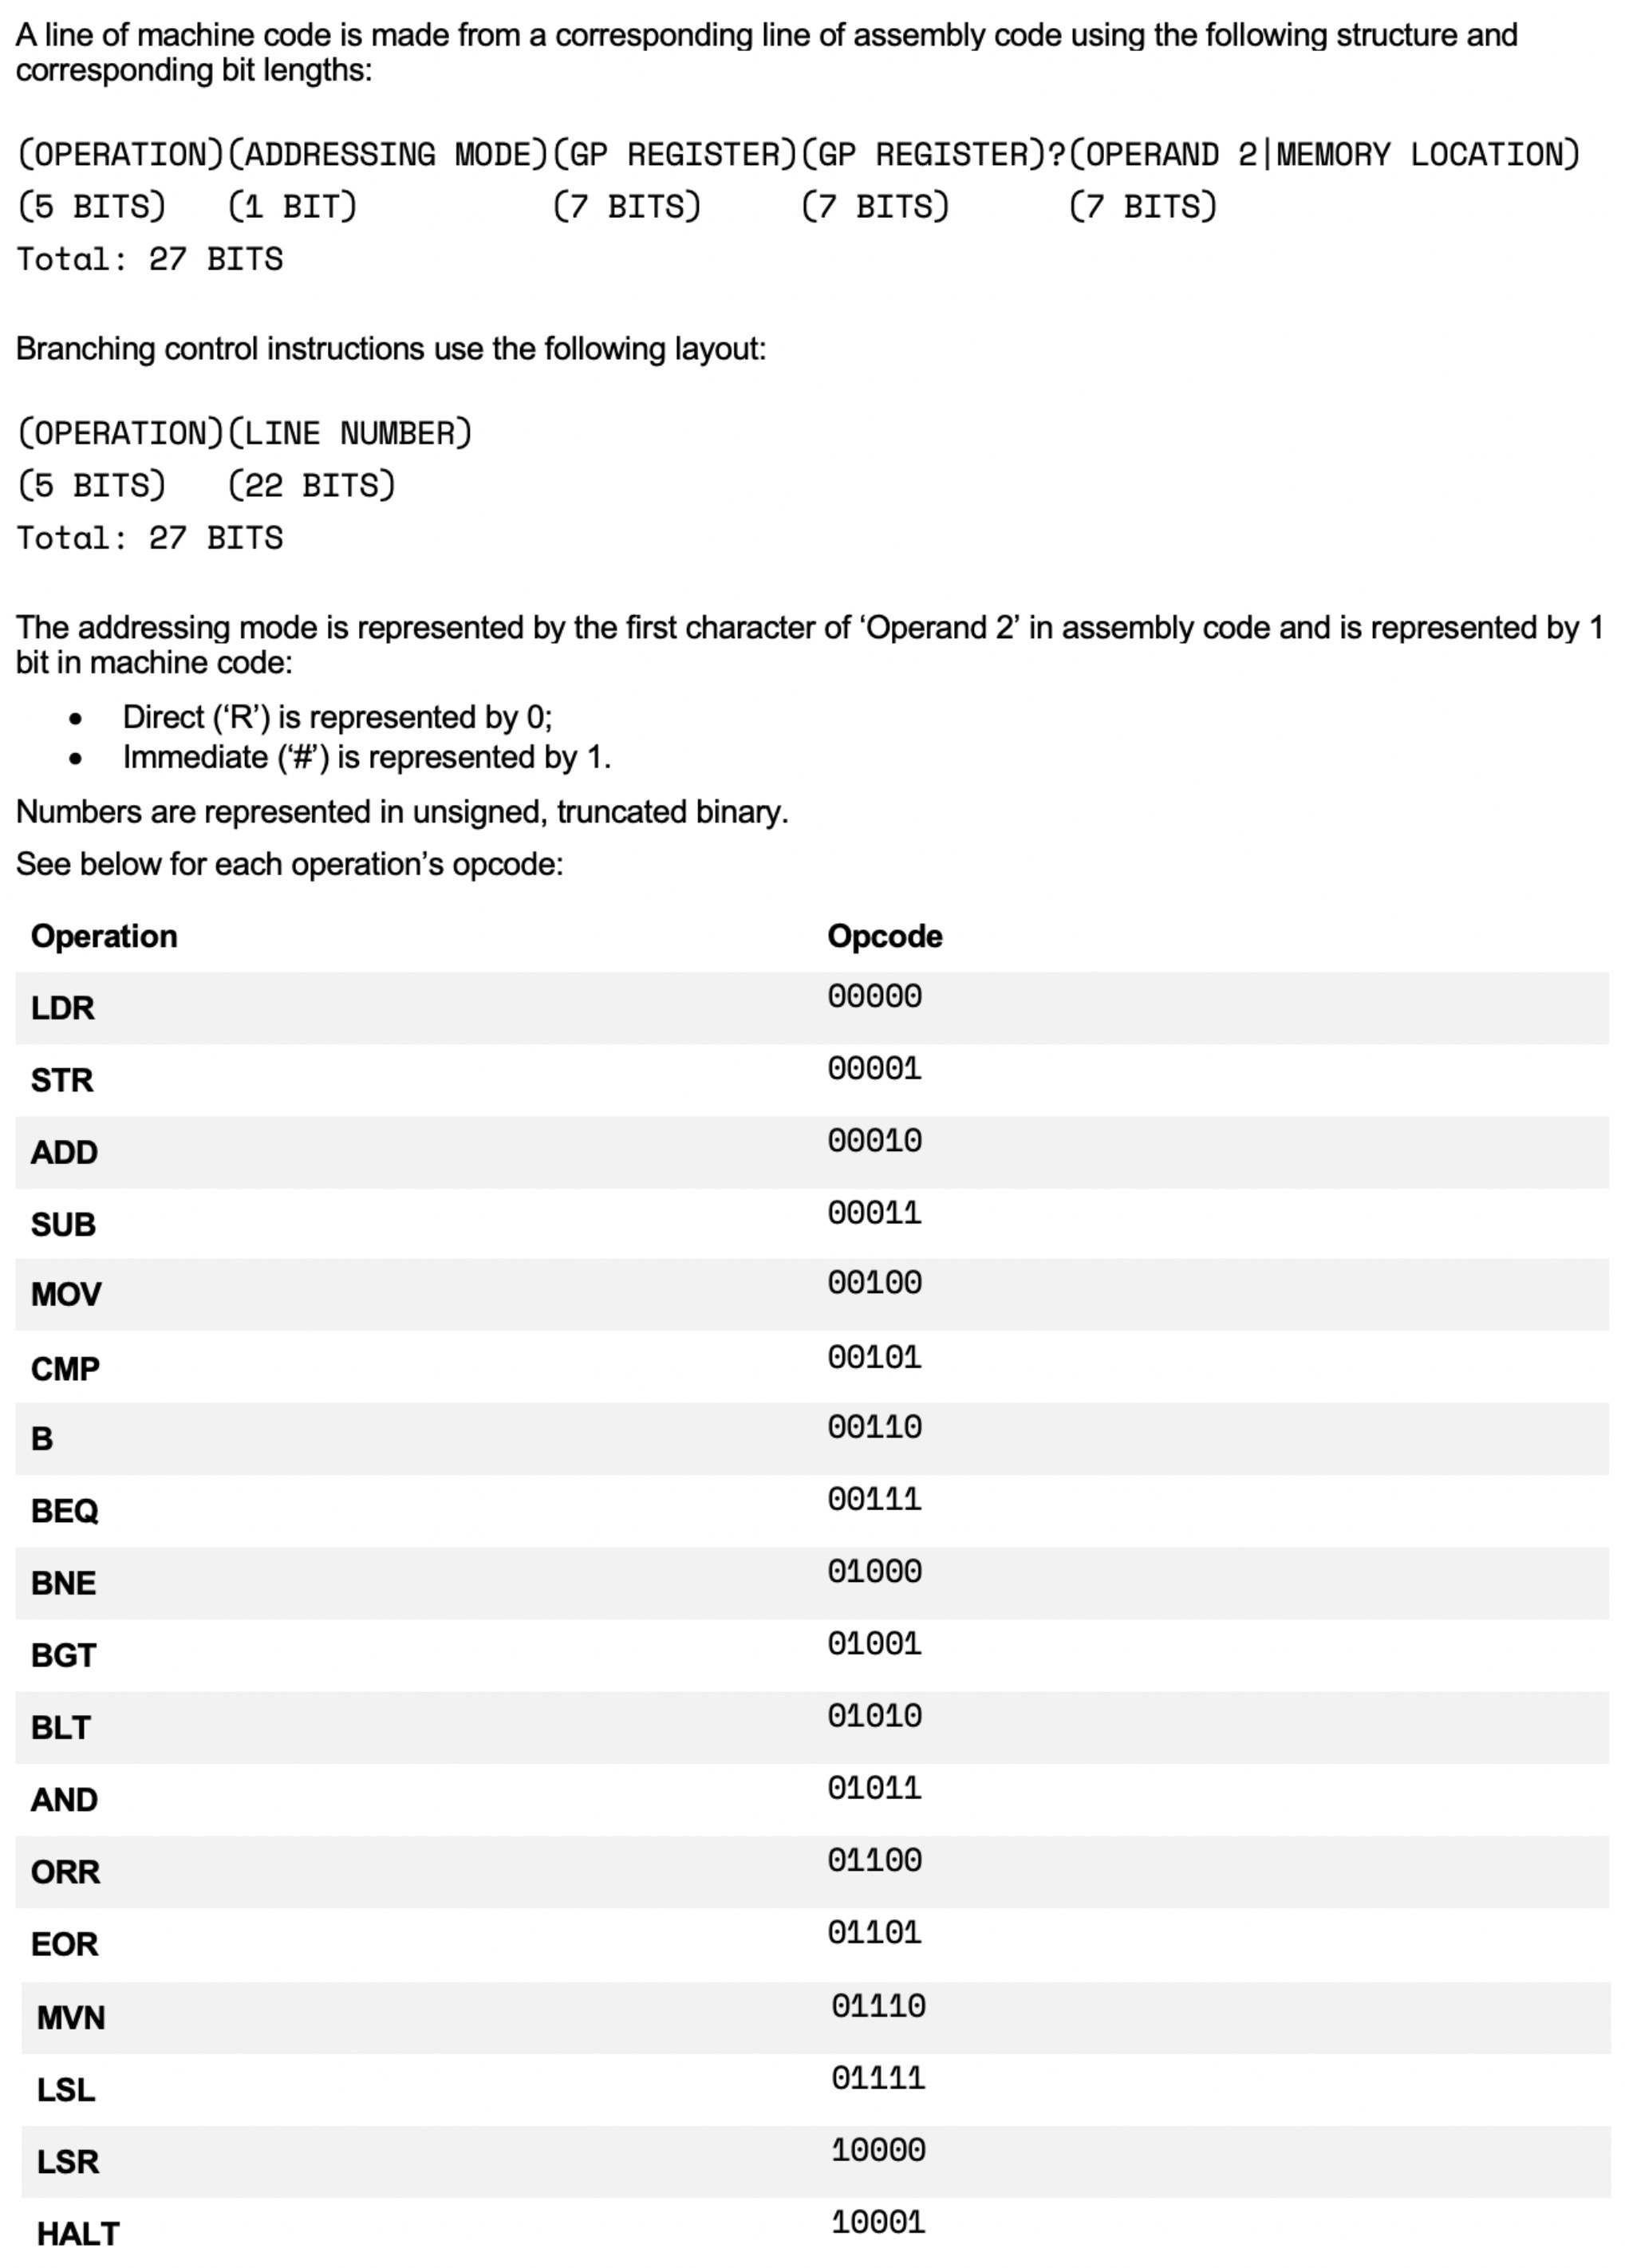 A line of machine code is made from a corresponding line of assembly code using the following structure and
corresponding bit lengths:
(OPERATION)(ADDRESSING MODE)(GP REGISTER)(GP REGISTER)?(OPERAND 2|MEMORY LOCATION)
(5 BITS) (1 BIT) (7 BITS) (7 BITS) (7 BITS)
Total: 27 BITS
Branching control instructions use the following layout:
(OPERATION)(LINE NUMBER)
(5 BITS) (22 BITS)
Total: 27 BITS
The addressing mode is represented by the first character of ‘Operand 2’ in assembly code and is represented by 1
bit in machine code:
• Direct (‘R’) is represented by 0;
• Immediate (‘#’) is represented by 1.
Numbers are represented in unsigned, truncated binary.
See below for each operation’s opcode:
Operation Opcode
LDR 00000
STR 00001
ADD 00010
SUB 00011
MOV 00100
CMP 00101
B 00110
BEQ 00111
BNE 01000
BGT 01001
BLT 01010
AND 01011
ORR 01100
EOR 01101
MVN 01110
LSL 01111
LSR 10000
HALT 10001